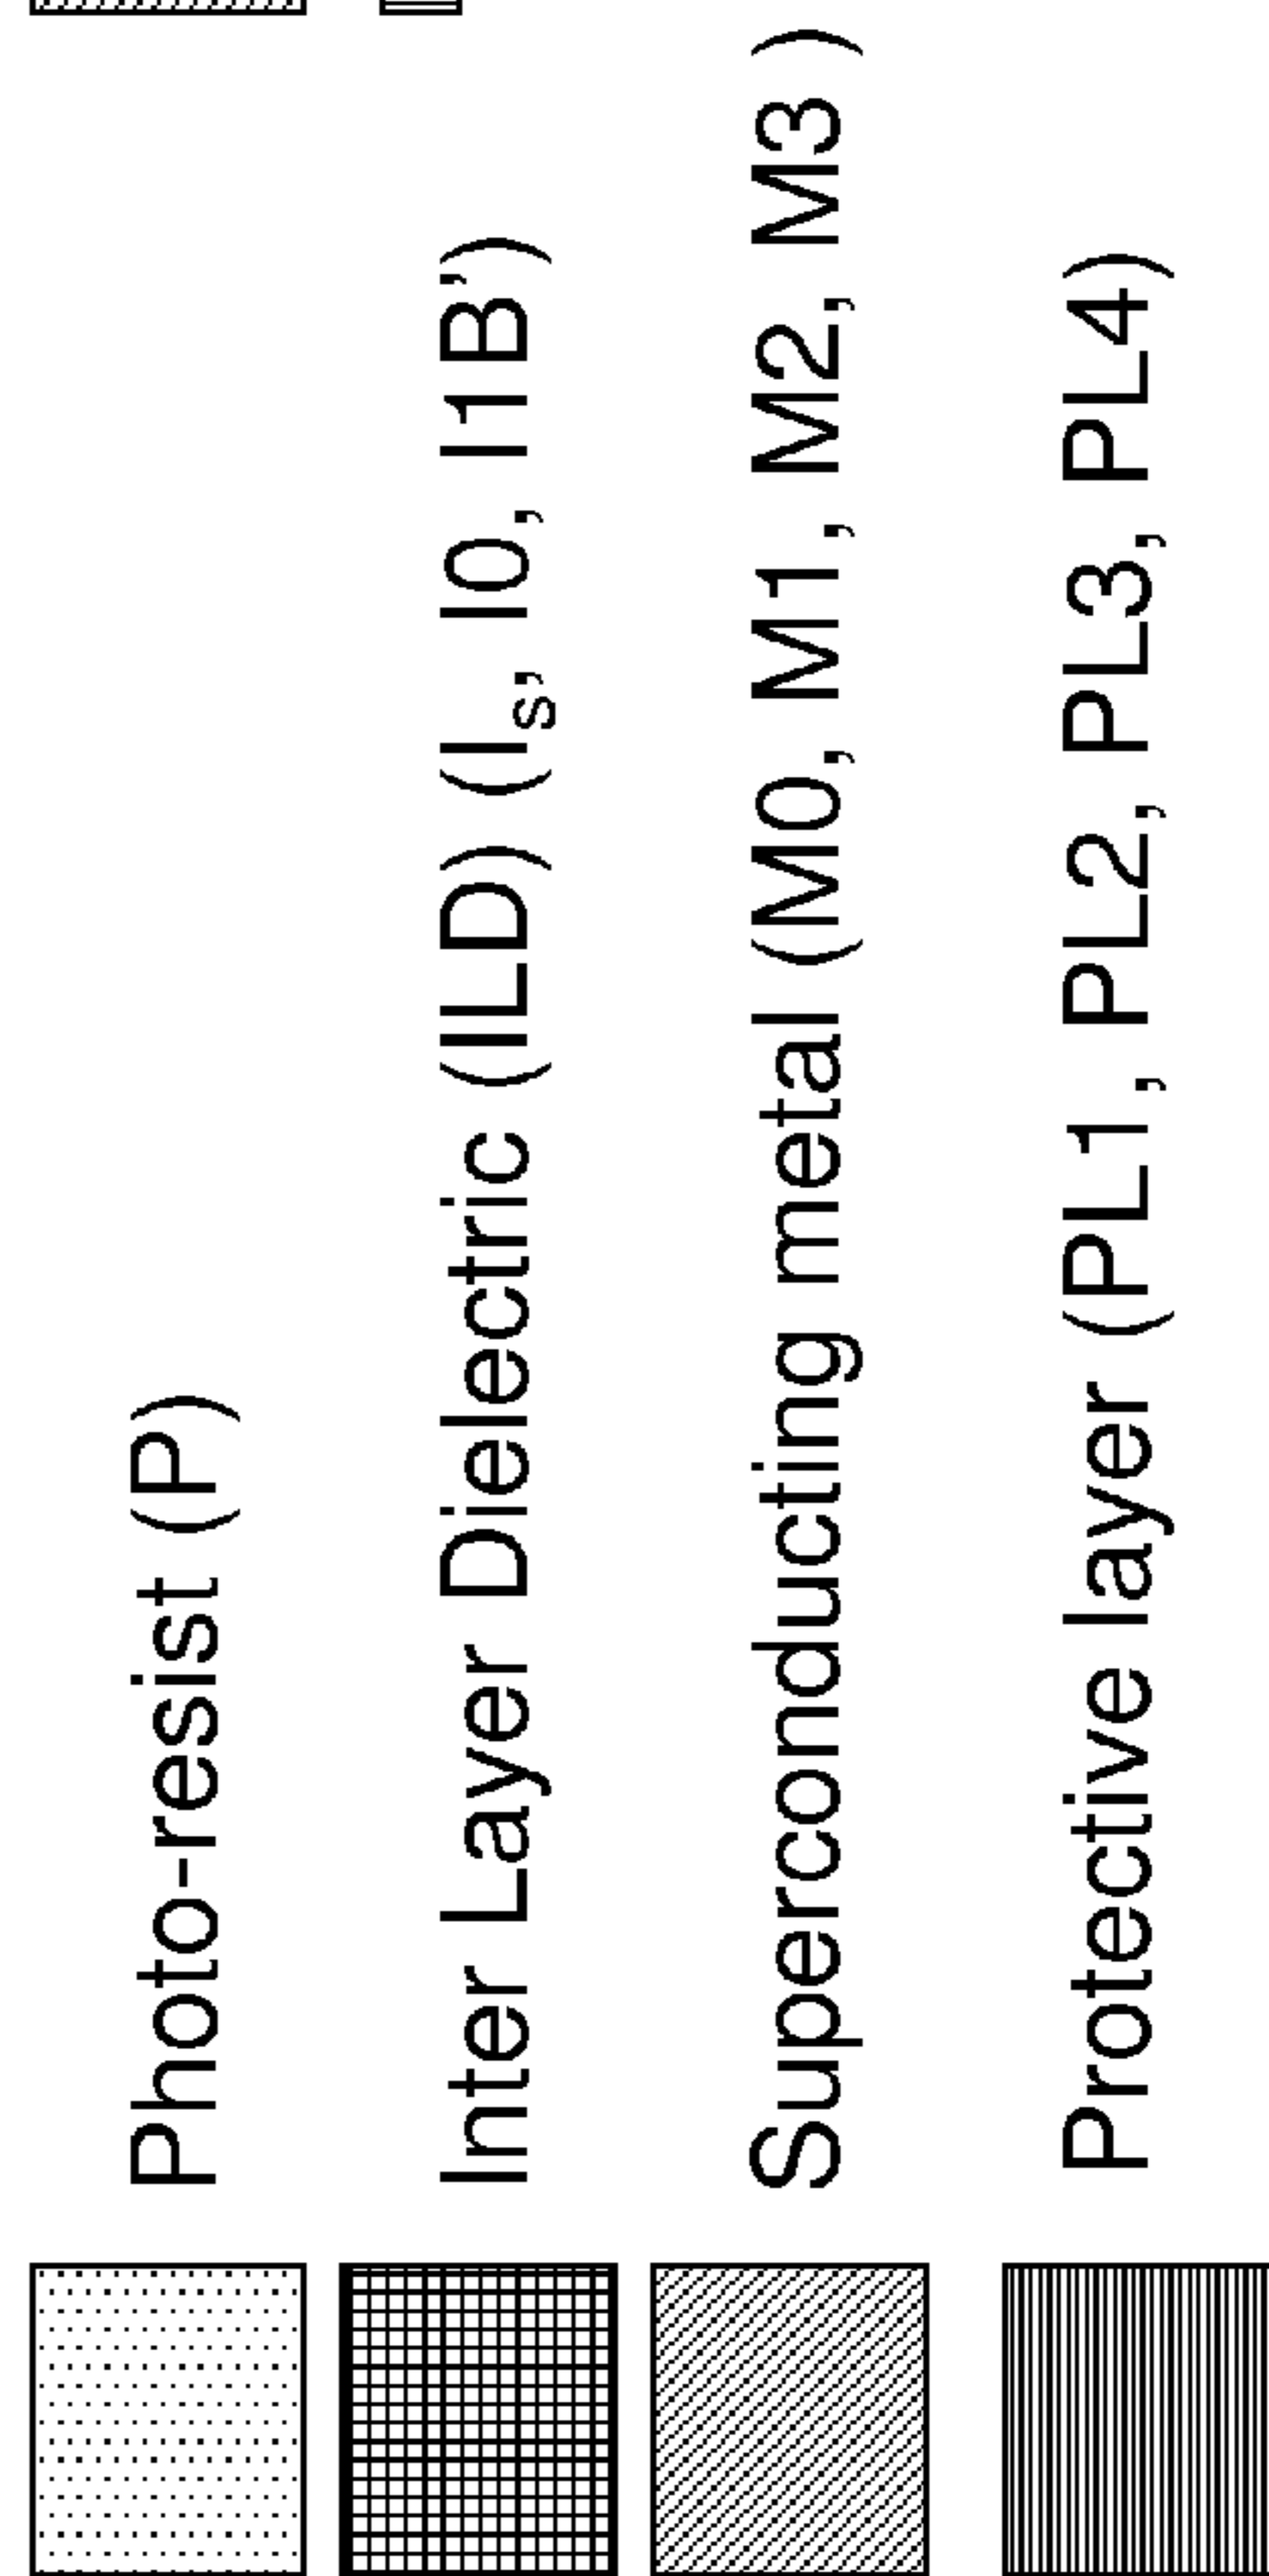 Photo-resist (P)
Inter Layer Dielectric (ILD) (Iₛ, I0, I1B’)
Superconducting metal (M0, M1, M2, M3 )
Protective layer (PL1, PL2, PL3, PL4)